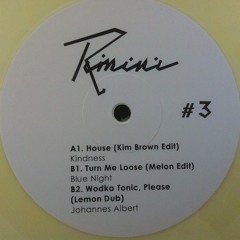 Rimini
#3
A1. House (Kim Brown Edit)
Kindness
B1. Turn Me Loose (Melon Edit)
Blue Night
B2. Wodka Tonic, Please
(Lemon Dub)
Johannes Albert